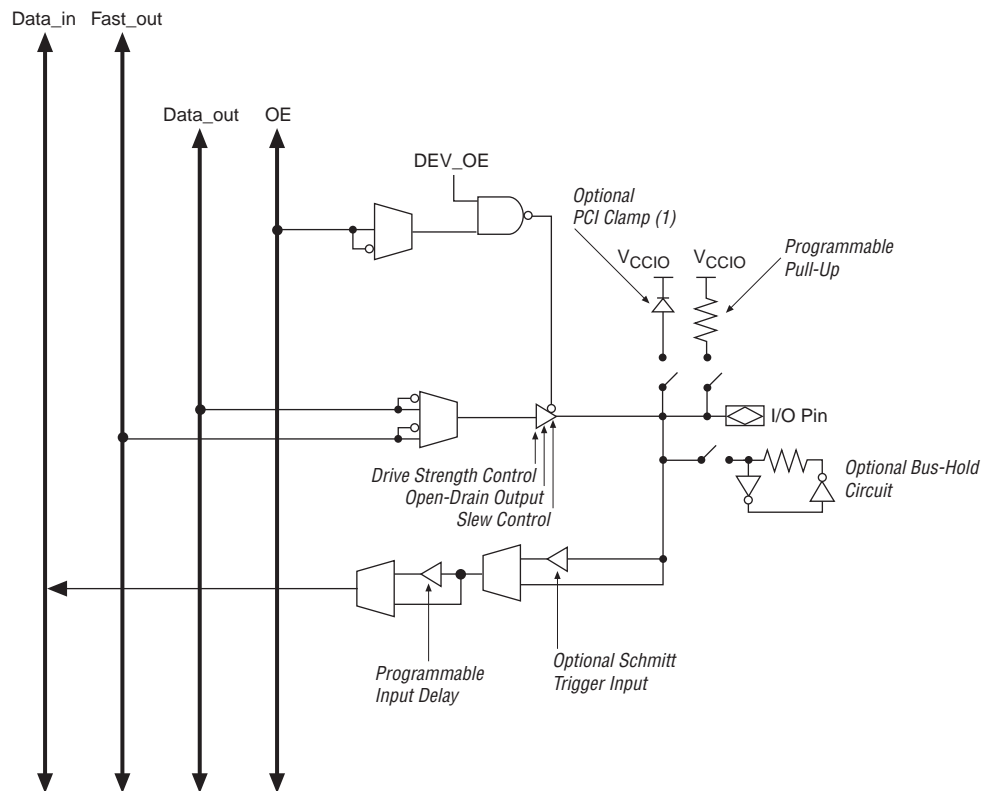 Data_in Fast_out
Data_out OE
DEV_OE
Optional
PCI Clamp (1)
Programmable
Pull-Up
VCCIO VCCIO
I/O Pin
Drive Strength Control
Open-Drain Output
Slew Control
Optional Bus-Hold
Circuit
Programmable
Input Delay
Optional Schmitt
Trigger Input